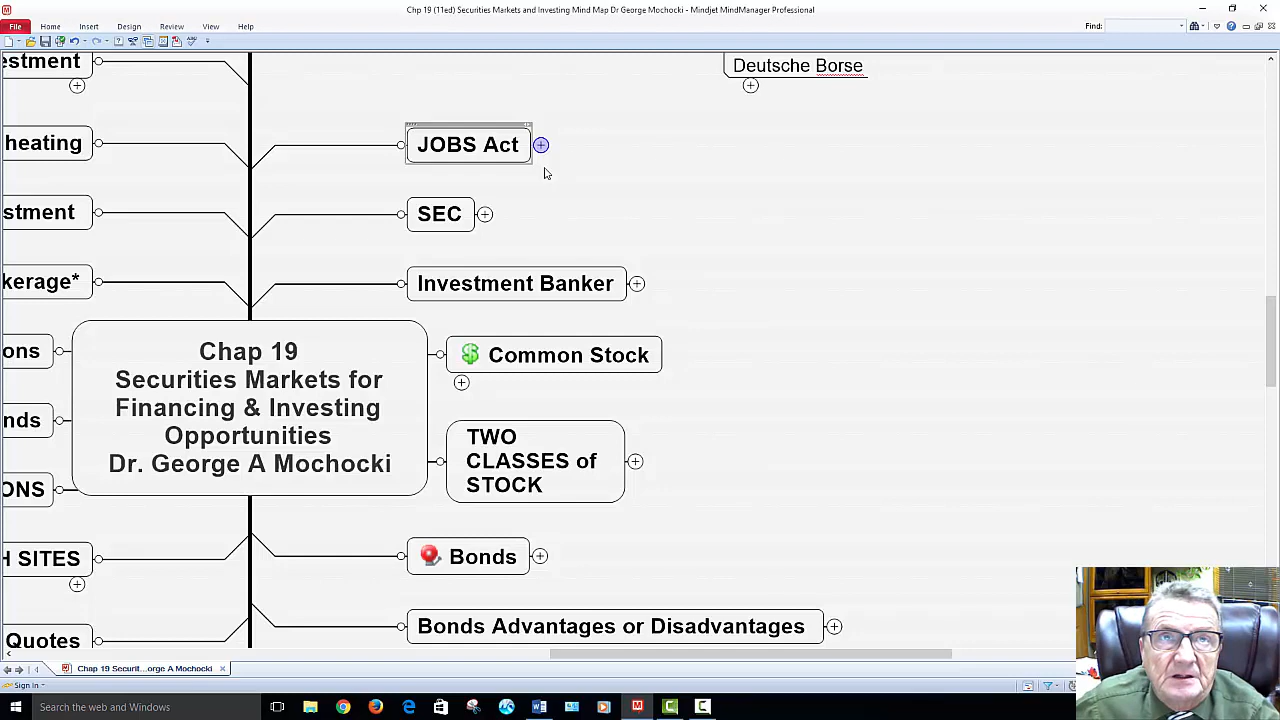 Chp 19 (11ed) Securities Markets and Investing Mind Map Dr George Mochocki - Mindjet MindManager Professional
File Home Insert Design Review View Help Find:
estment
Deutsche Borse
heating
JOBS Act
stment
SEC
kerage*
Investment Banker
ons
Chap 19
Securities Markets for
Financing & Investing
Opportunities
Dr. George A Mochocki
Common Stock
nds
TWO
CLASSES of
STOCK
ONS
H SITES
Bonds
Quotes
Bonds Advantages or Disadvantages
Chap 19 Securit...orge A Mochocki
Sign In
Search the web and Windows